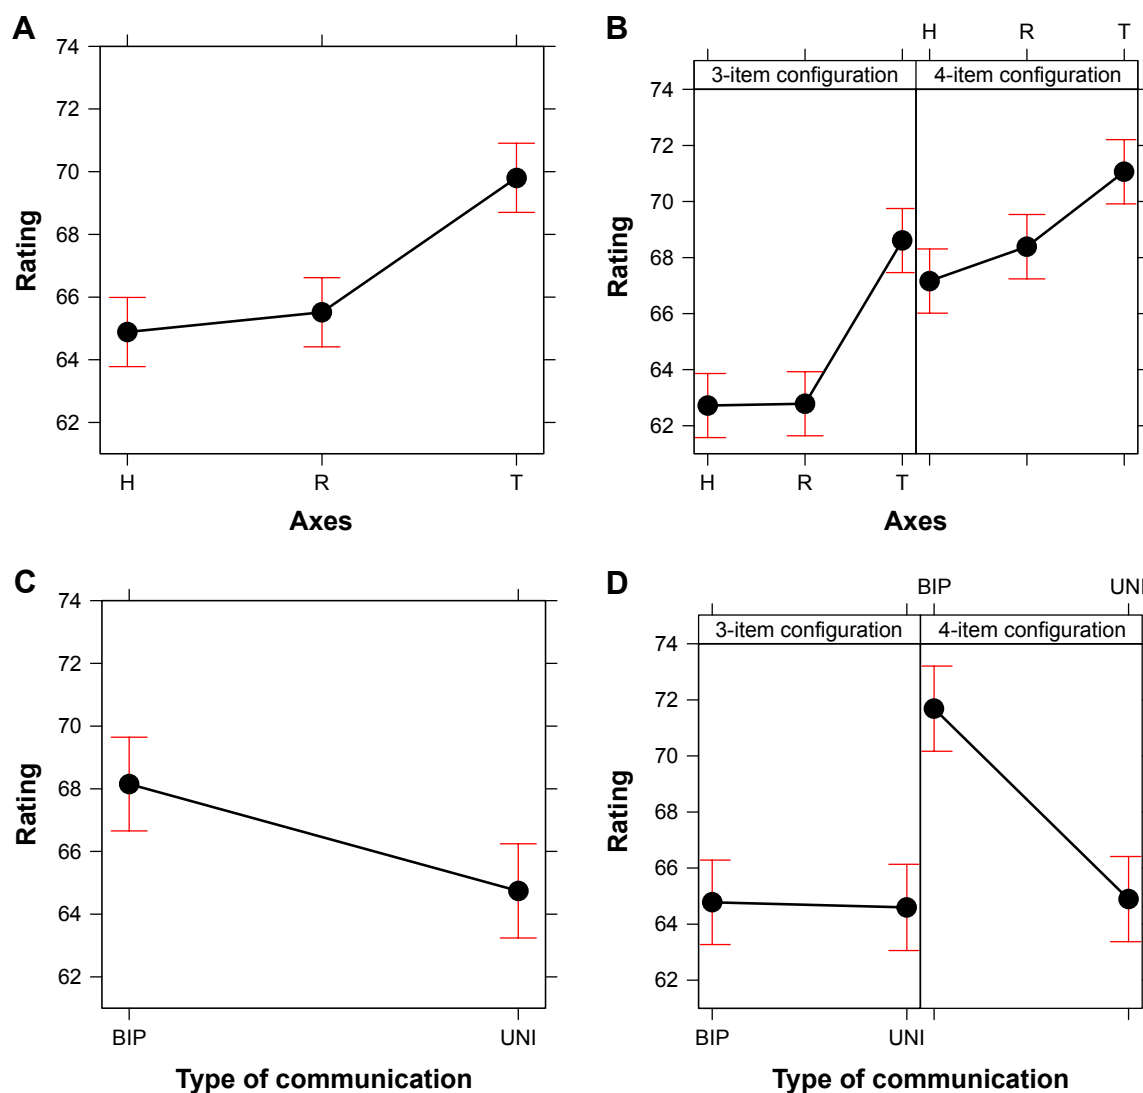 A
74
72
70
68
66
64
62
Rating
H R T
Axes
B
H R T
3-item configuration 4-item configuration
74
72
70
68
66
64
62
Rating
H R T
Axes
C
74
72
70
68
66
64
62
Rating
BIP UNI
Type of communication
D
BIP UNI
3-item configuration 4-item configuration
74
72
70
68
66
64
62
Rating
BIP UNI
Type of communication